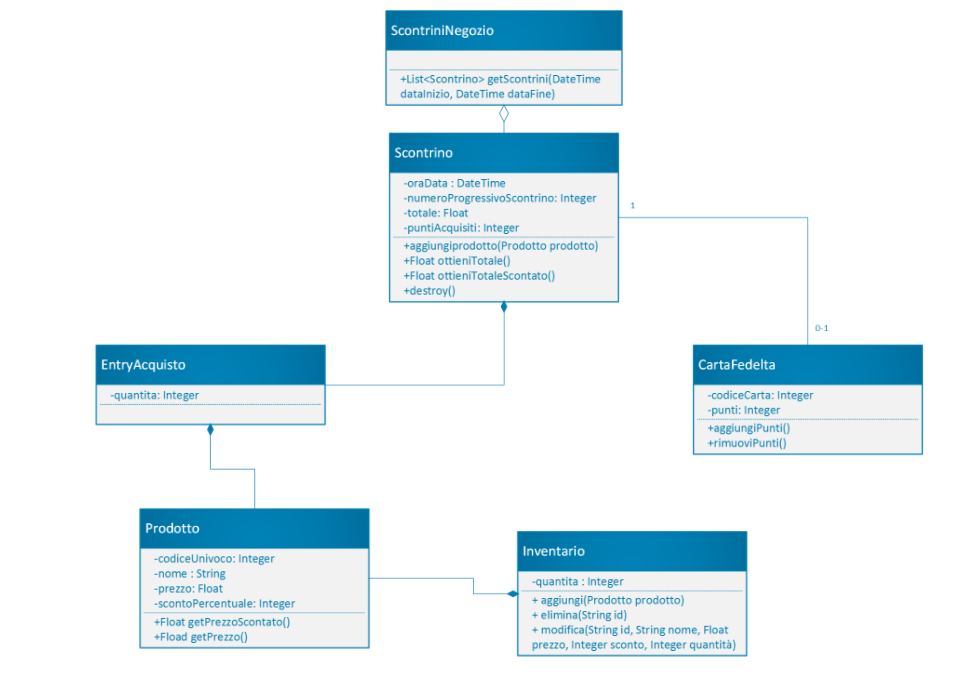 ScontriniNegozio
+List<Scontrino> getScontrini(DateTime
dataInizio, DateTime dataFine)
Scontrino
-oraData : DateTime
-numeroProgressivoScontrino: Integer
-totale: Float
-puntiAcquisiti: Integer
+aggiungiprodotto(Prodotto prodotto)
+Float ottieniTotale()
+Float ottieniTotaleScontato()
+destroy()
1
0-1
EntryAcquisto
-quantita: Integer
CartaFedelta
-codiceCarta: Integer
-punti: Integer
+aggiungiPunti()
+rimuoviPunti()
Prodotto
-codiceUnivoco: Integer
-nome : String
-prezzo: Float
-scontoPercentuale: Integer
+Float getPrezzoScontato()
+Fload getPrezzo()
Inventario
-quantita : Integer
+ aggiungi(Prodotto prodotto)
+ elimina(String id)
+ modifica(String id, String nome, Float
prezzo, Integer sconto, Integer quantità)